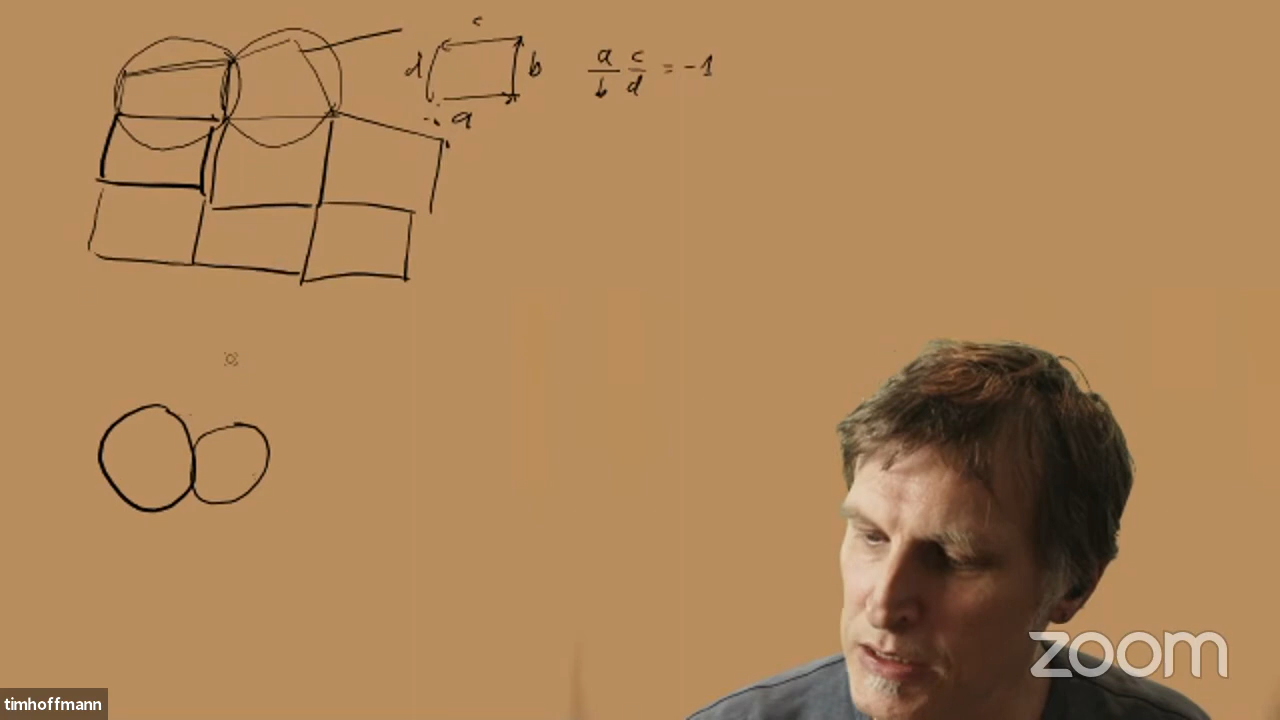 c
d b a/b c/d = -1
a
zoom
timhoffmann